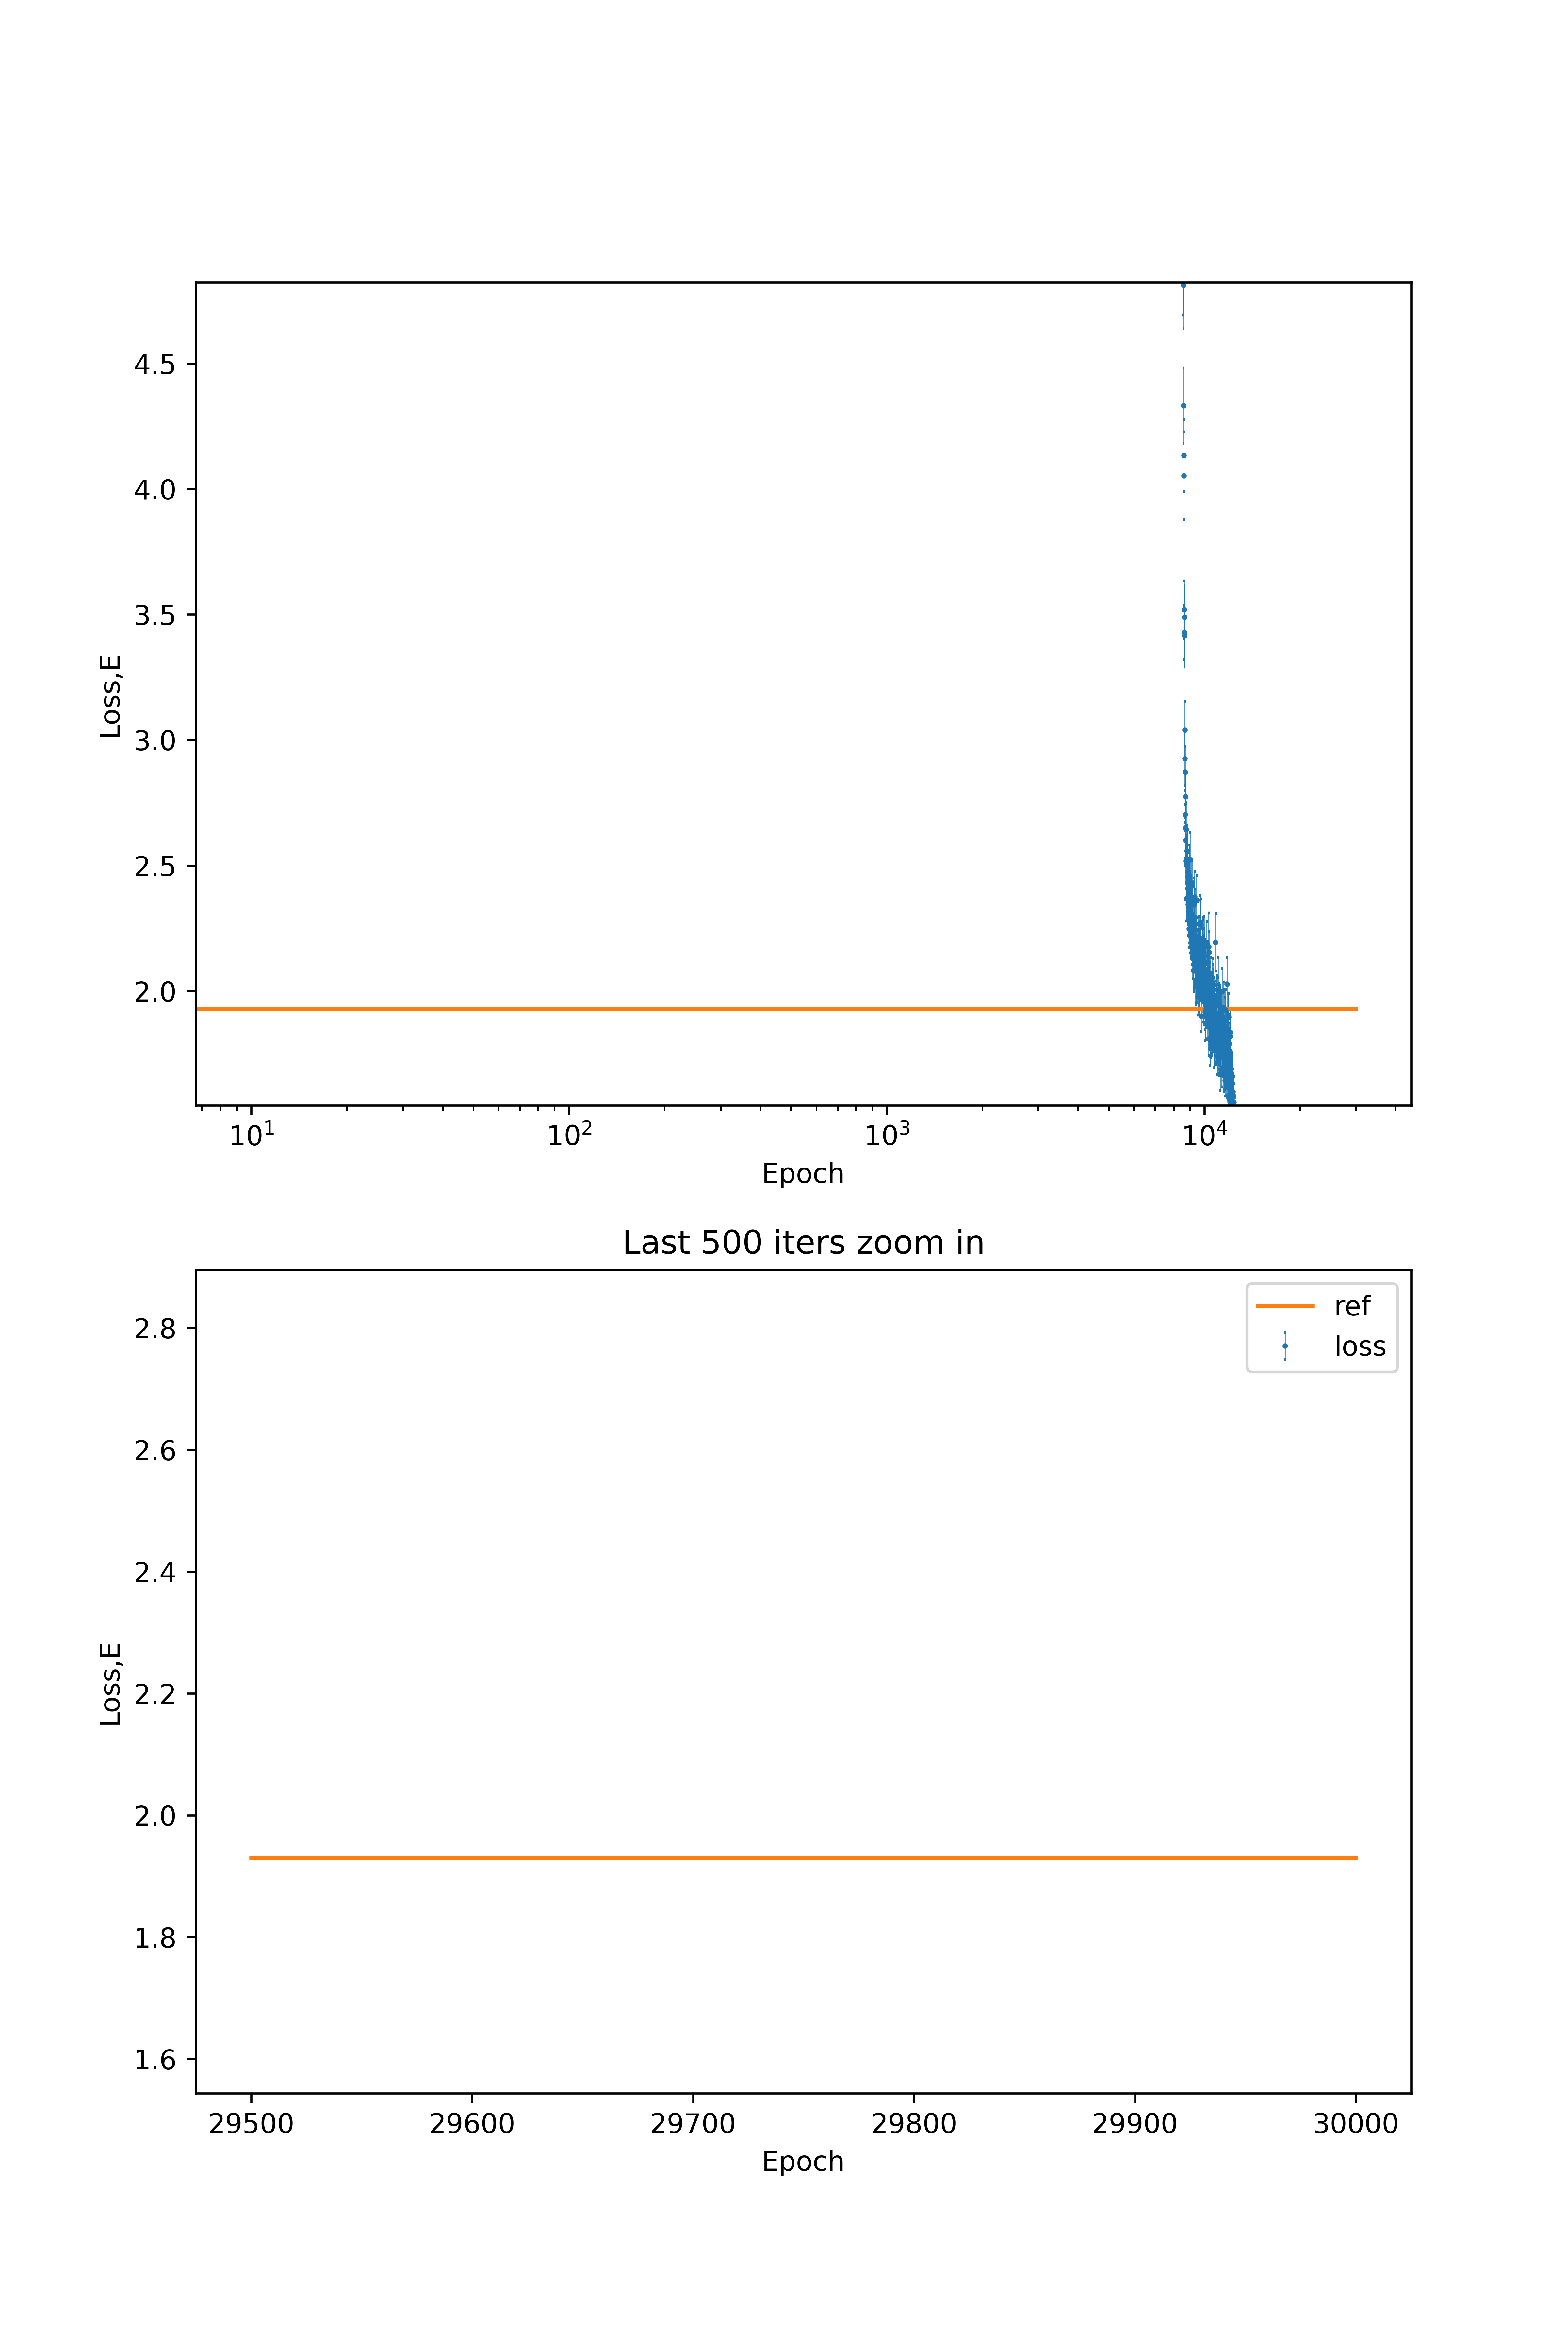 4.5
4.0
3.5
3.0
2.5
2.0
Loss,E
10¹ 10² 10³ 10⁴
Epoch
Last 500 iters zoom in
ref
loss
2.8
2.6
2.4
2.2
2.0
1.8
1.6
Loss,E
29500 29600 29700 29800 29900 30000
Epoch